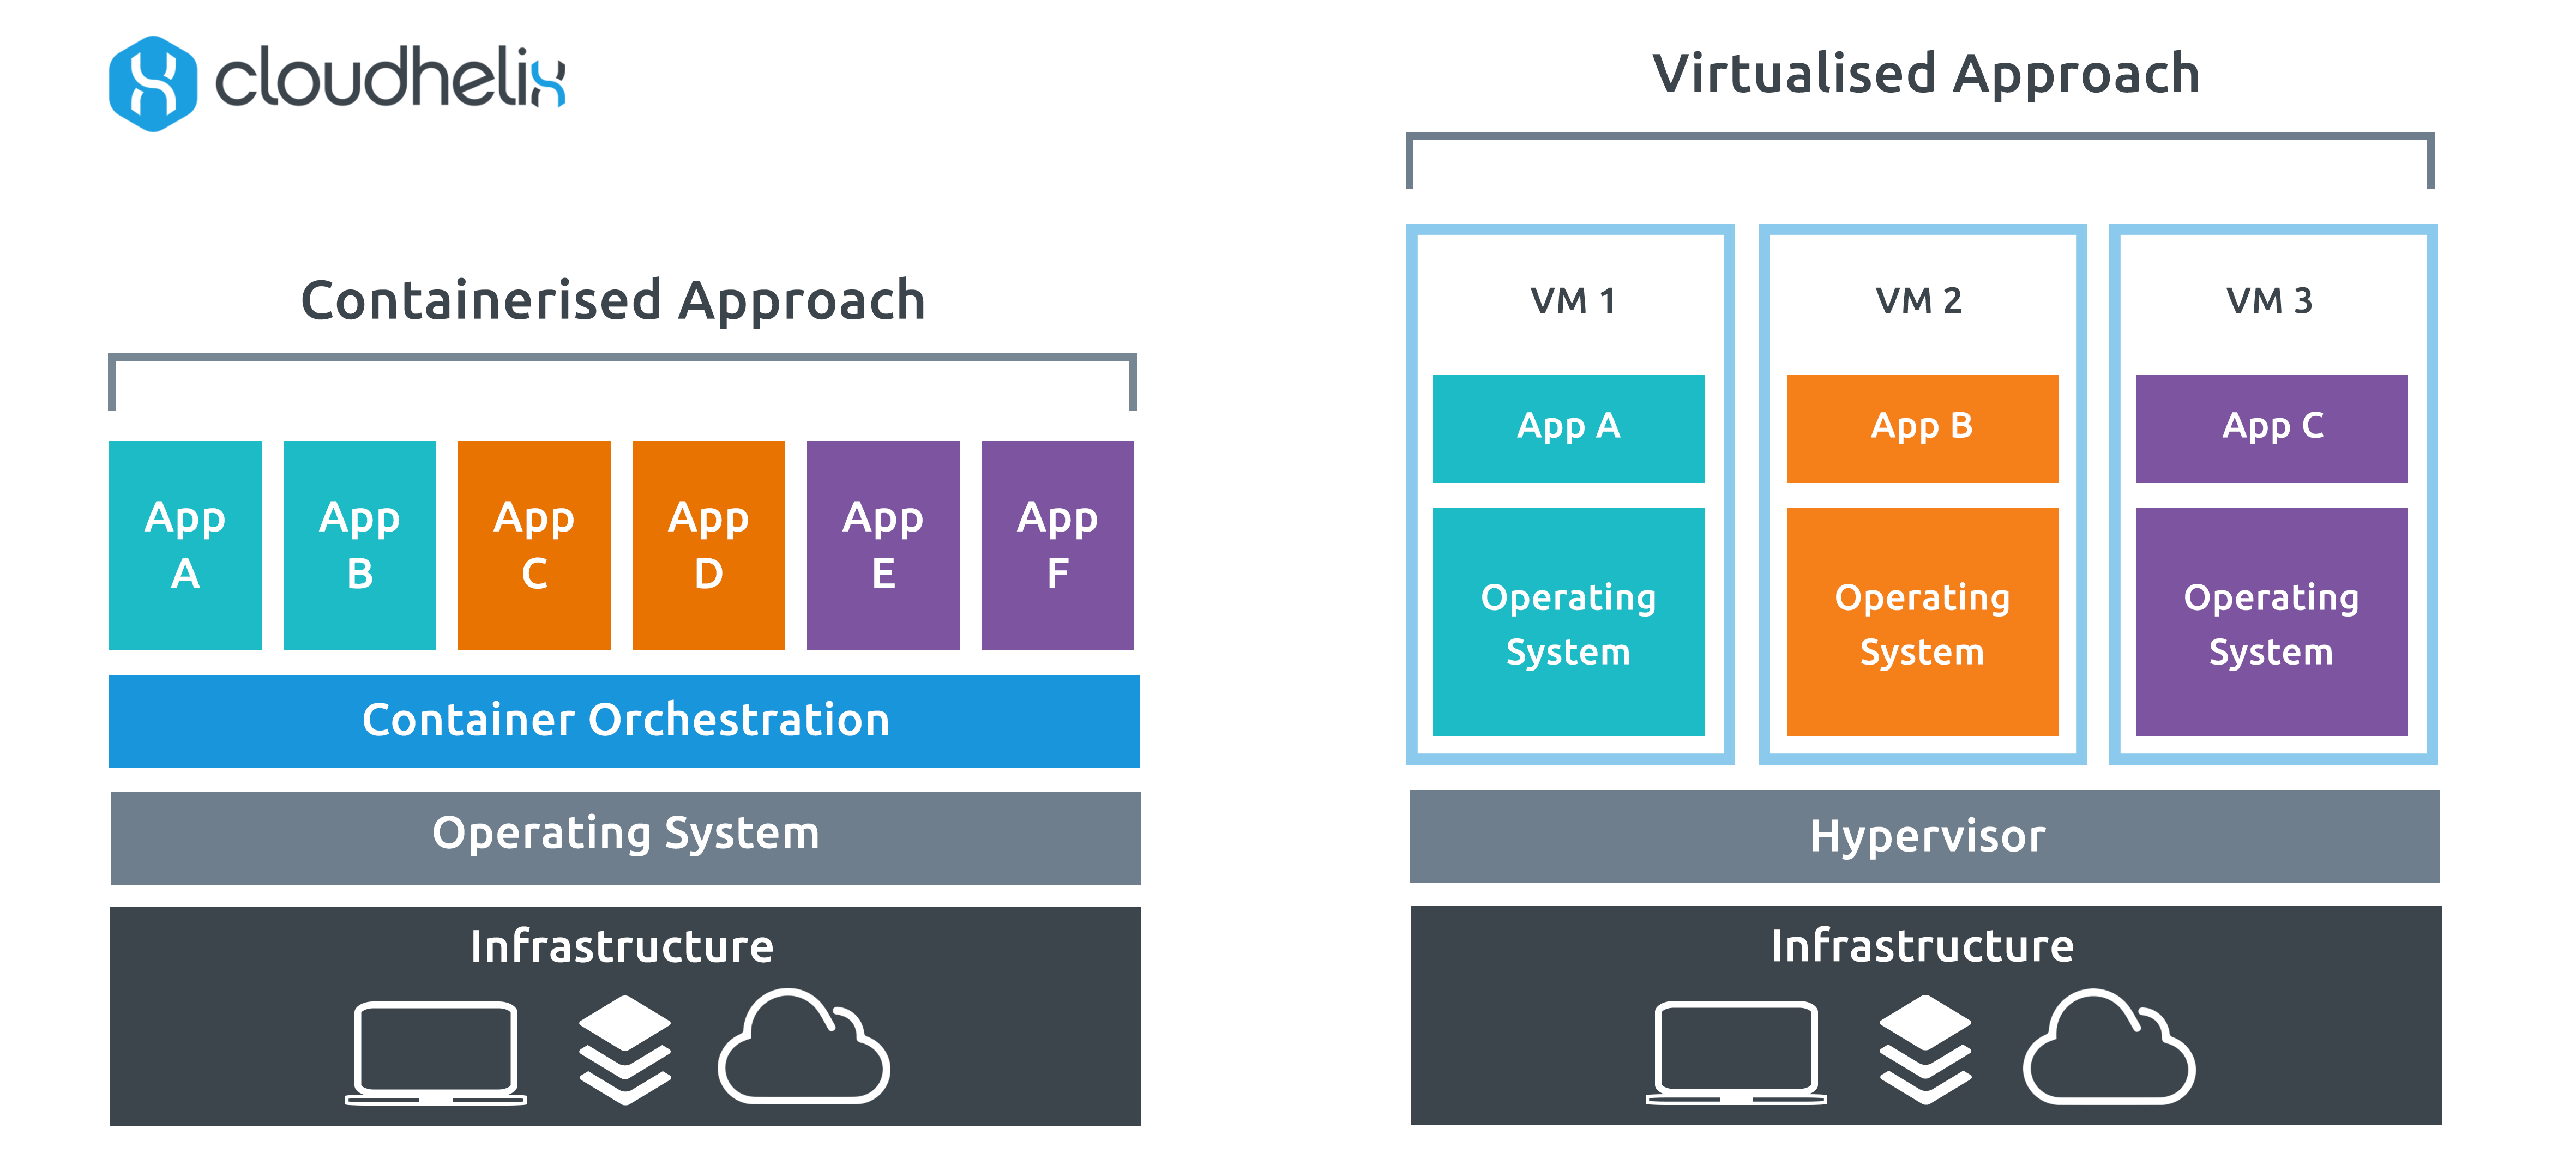 cloudhelix
Containerised Approach
App
A
App
B
App
C
App
D
App
E
App
F
Container Orchestration
Operating System
Infrastructure
Virtualised Approach
VM 1
App A
Operating
System
VM 2
App B
Operating
System
VM 3
App C
Operating
System
Hypervisor
Infrastructure